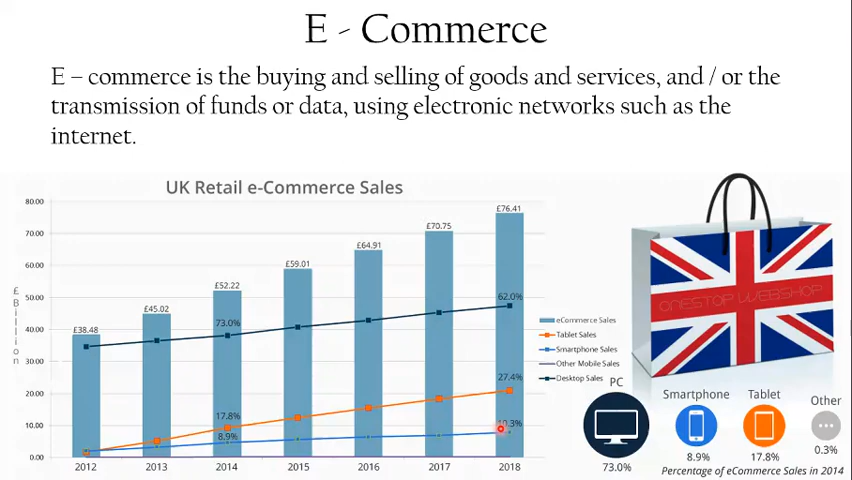 E - Commerce
E – commerce is the buying and selling of goods and services, and / or the
transmission of funds or data, using electronic networks such as the
internet.
UK Retail e-Commerce Sales
£ Billion
80.00
70.00
60.00
50.00
40.00
30.00
20.00
10.00
0.00
£38.48
£45.02
£52.22
£59.01
£64.91
£70.75
£76.41
73.0%
62.0%
17.8%
27.4%
8.9%
2012 2013 2014 2015 2016 2017 2018
eCommerce Sales
Tablet Sales
Smartphone Sales
Other Mobile Sales
Desktop Sales
ONESTOP WEBSHOP
PC
Smartphone
Tablet
Other
73.0%
8.9%
17.8%
0.3%
Percentage of eCommerce Sales in 2014